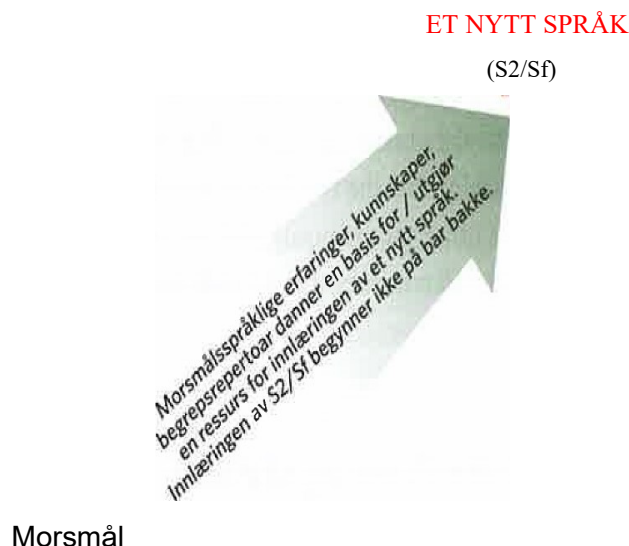 ET NYTT SPRÅK
(S2/Sf)
Morsmålsspråklige erfaringer, kunnskaper,
begrepsrepertoar danner en basis for / utgjør
en ressurs for innlæringen av et nytt språk.
Innlæringen av S2/Sf begynner ikke på bar bakke.
Morsmål